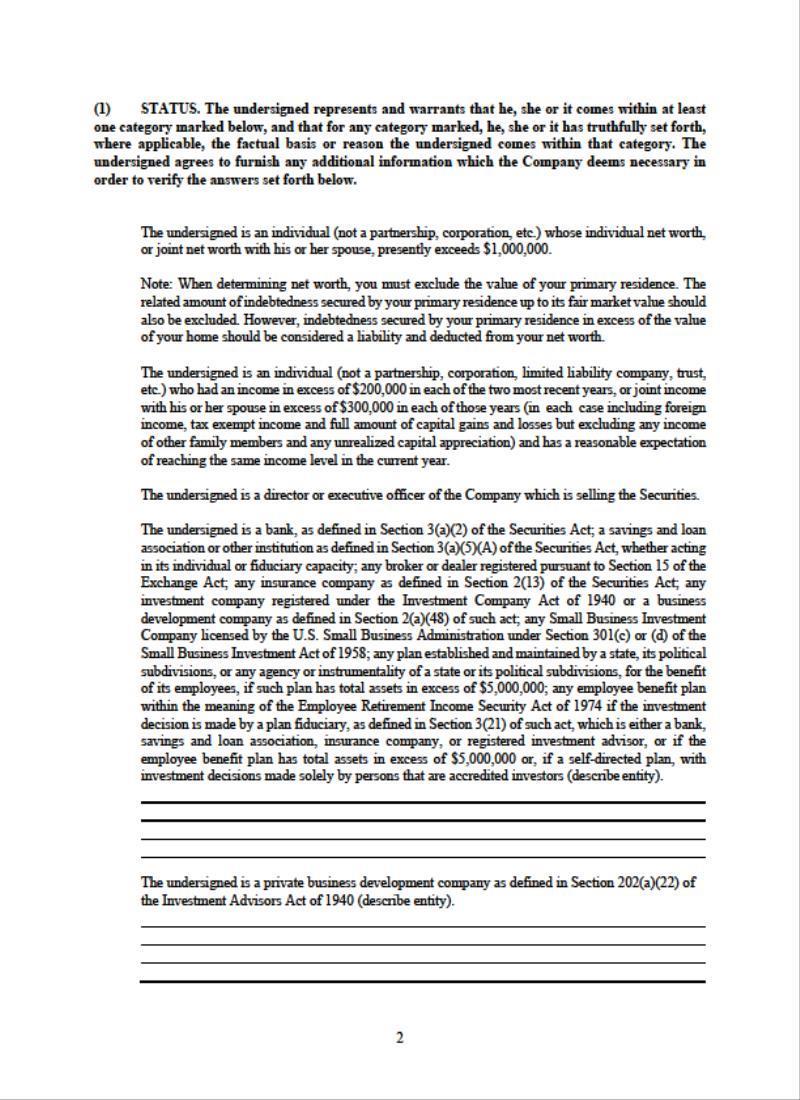 (1) STATUS. The undersigned represents and warrants that he, she or it comes within at least
one category marked below, and that for any category marked, he, she or it has truthfully set forth,
where applicable, the factual basis or reason the undersigned comes within that category. The
undersigned agrees to furnish any additional information which the Company deems necessary in
order to verify the answers set forth below.
The undersigned is an individual (not a partnership, corporation, etc.) whose individual net worth,
or joint net worth with his or her spouse, presently exceeds $1,000,000.
Note: When determining net worth, you must exclude the value of your primary residence. The
related amount of indebtedness secured by your primary residence up to its fair market value should
also be excluded. However, indebtedness secured by your primary residence in excess of the value
of your home should be considered a liability and deducted from your net worth.
The undersigned is an individual (not a partnership, corporation, limited liability company, trust,
etc.) who had an income in excess of $200,000 in each of the two most recent years, or joint income
with his or her spouse in excess of $300,000 in each of those years (in each case including foreign
income, tax exempt income and full amount of capital gains and losses but excluding any income
of other family members and any unrealized capital appreciation) and has a reasonable expectation
of reaching the same income level in the current year.
The undersigned is a director or executive officer of the Company which is selling the Securities.
The undersigned is a bank, as defined in Section 3(a)(2) of the Securities Act; a savings and loan
association or other institution as defined in Section 3(a)(5)(A) of the Securities Act, whether acting
in its individual or fiduciary capacity; any broker or dealer registered pursuant to Section 15 of the
Exchange Act; any insurance company as defined in Section 2(13) of the Securities Act; any
investment company registered under the Investment Company Act of 1940 or a business
development company as defined in Section 2(a)(48) of such act; any Small Business Investment
Company licensed by the U.S. Small Business Administration under Section 301(c) or (d) of the
Small Business Investment Act of 1958; any plan established and maintained by a state, its political
subdivisions, or any agency or instrumentality of a state or its political subdivisions, for the benefit
of its employees, if such plan has total assets in excess of $5,000,000; any employee benefit plan
within the meaning of the Employee Retirement Income Security Act of 1974 if the investment
decision is made by a plan fiduciary, as defined in Section 3(21) of such act, which is either a bank,
savings and loan association, insurance company, or registered investment advisor, or if the
employee benefit plan has total assets in excess of $5,000,000 or, if a self-directed plan, with
investment decisions made solely by persons that are accredited investors (describe entity).
The undersigned is a private business development company as defined in Section 202(a)(22) of
the Investment Advisors Act of 1940 (describe entity).
2